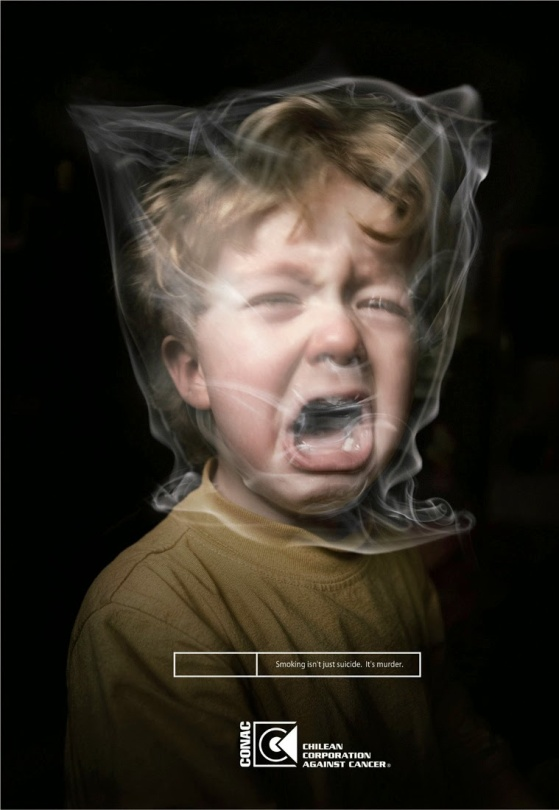 Smoking isn't just suicide. It's murder.
CONAC
CHILEAN
CORPORATION
AGAINST CANCER®